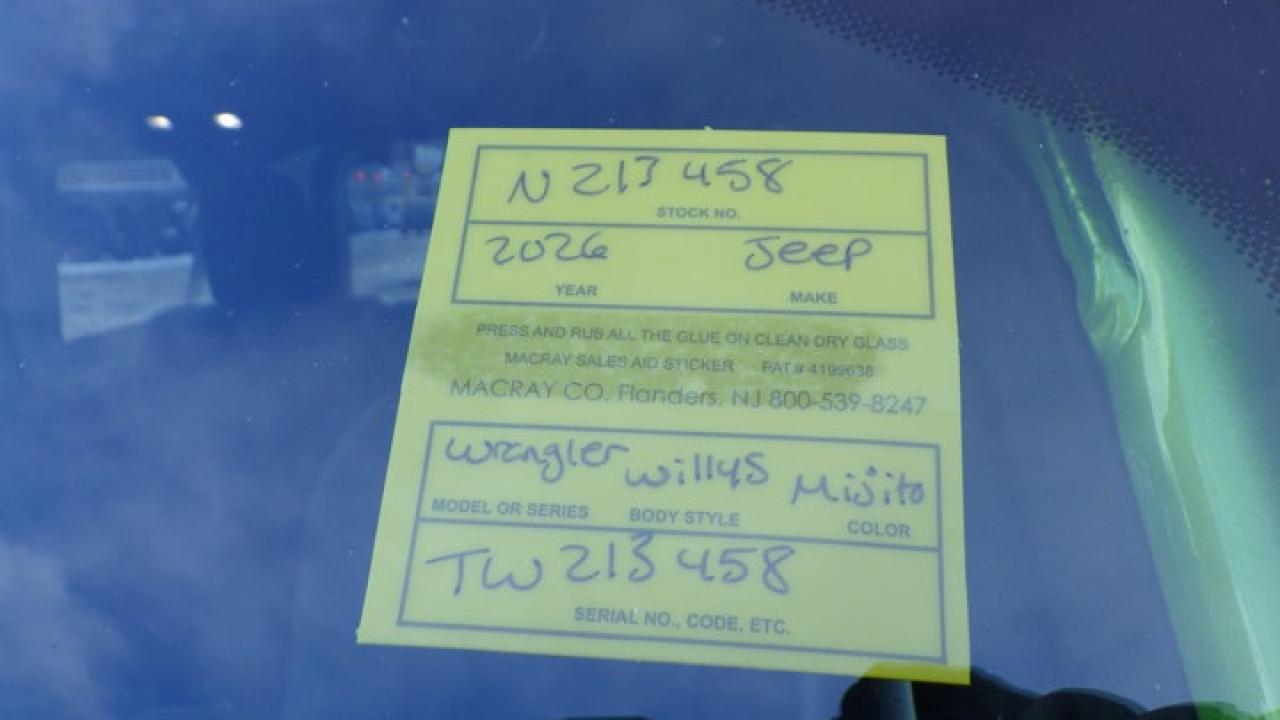 N 213 458
STOCK NO.
2026 Jeep
YEAR MAKE
PRESS AND RUB ALL THE GLUE ON CLEAN DRY GLASS
MACRAY SALES AID STICKER PAT.# 4199638
MACRAY CO. Flanders, NJ 800-539-8247
Wrangler Willys Mijito
MODEL OR SERIES BODY STYLE COLOR
TW 213 458
SERIAL NO., CODE, ETC.